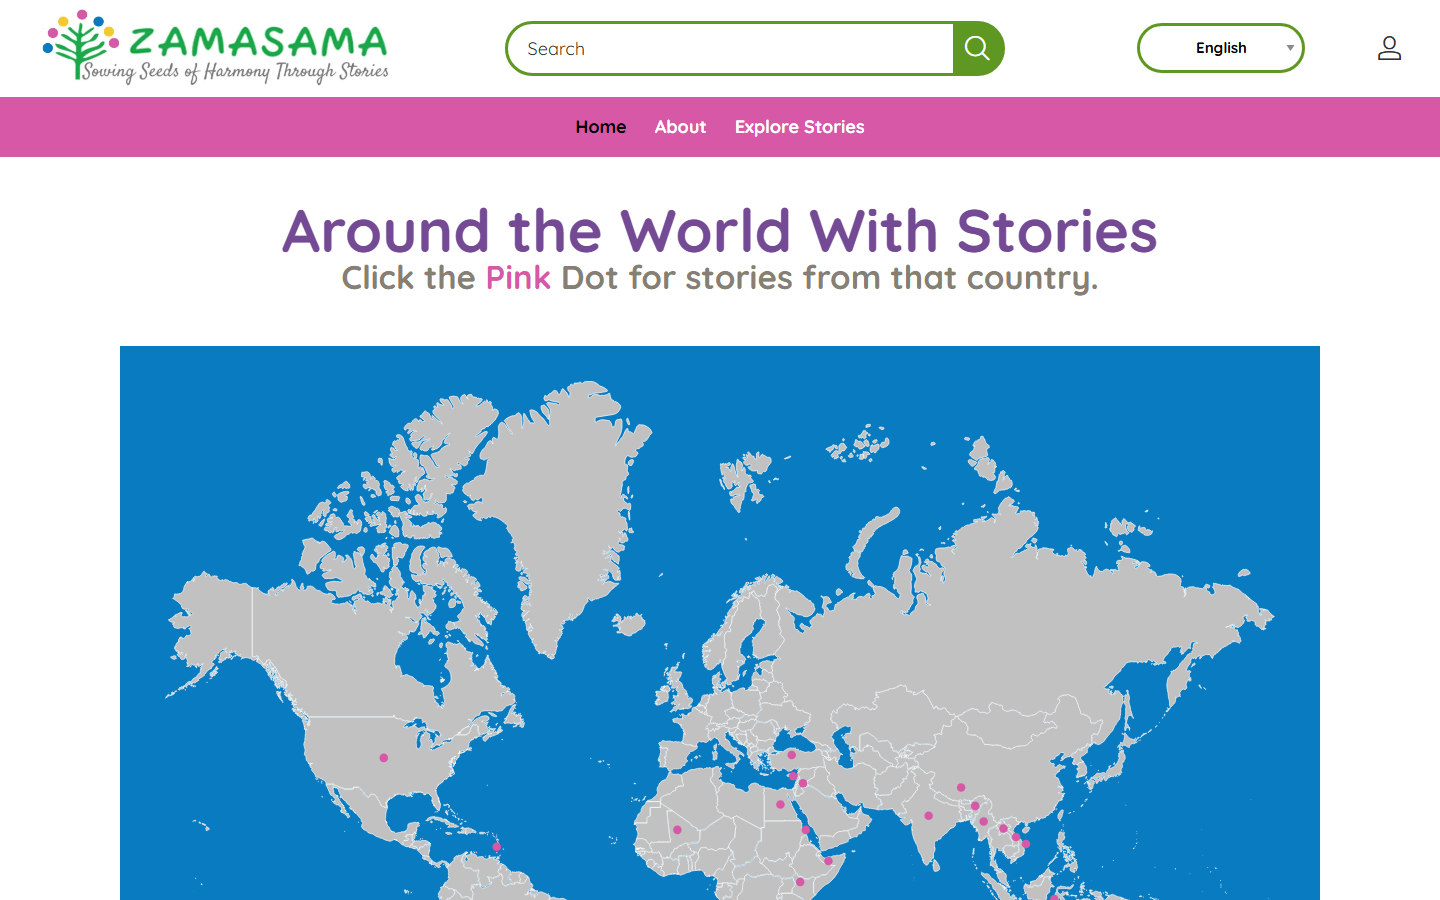 ZAMASAMA
Sowing Seeds of Harmony Through Stories
Search
English
Home About Explore Stories
Around the World With Stories
Click the Pink Dot for stories from that country.